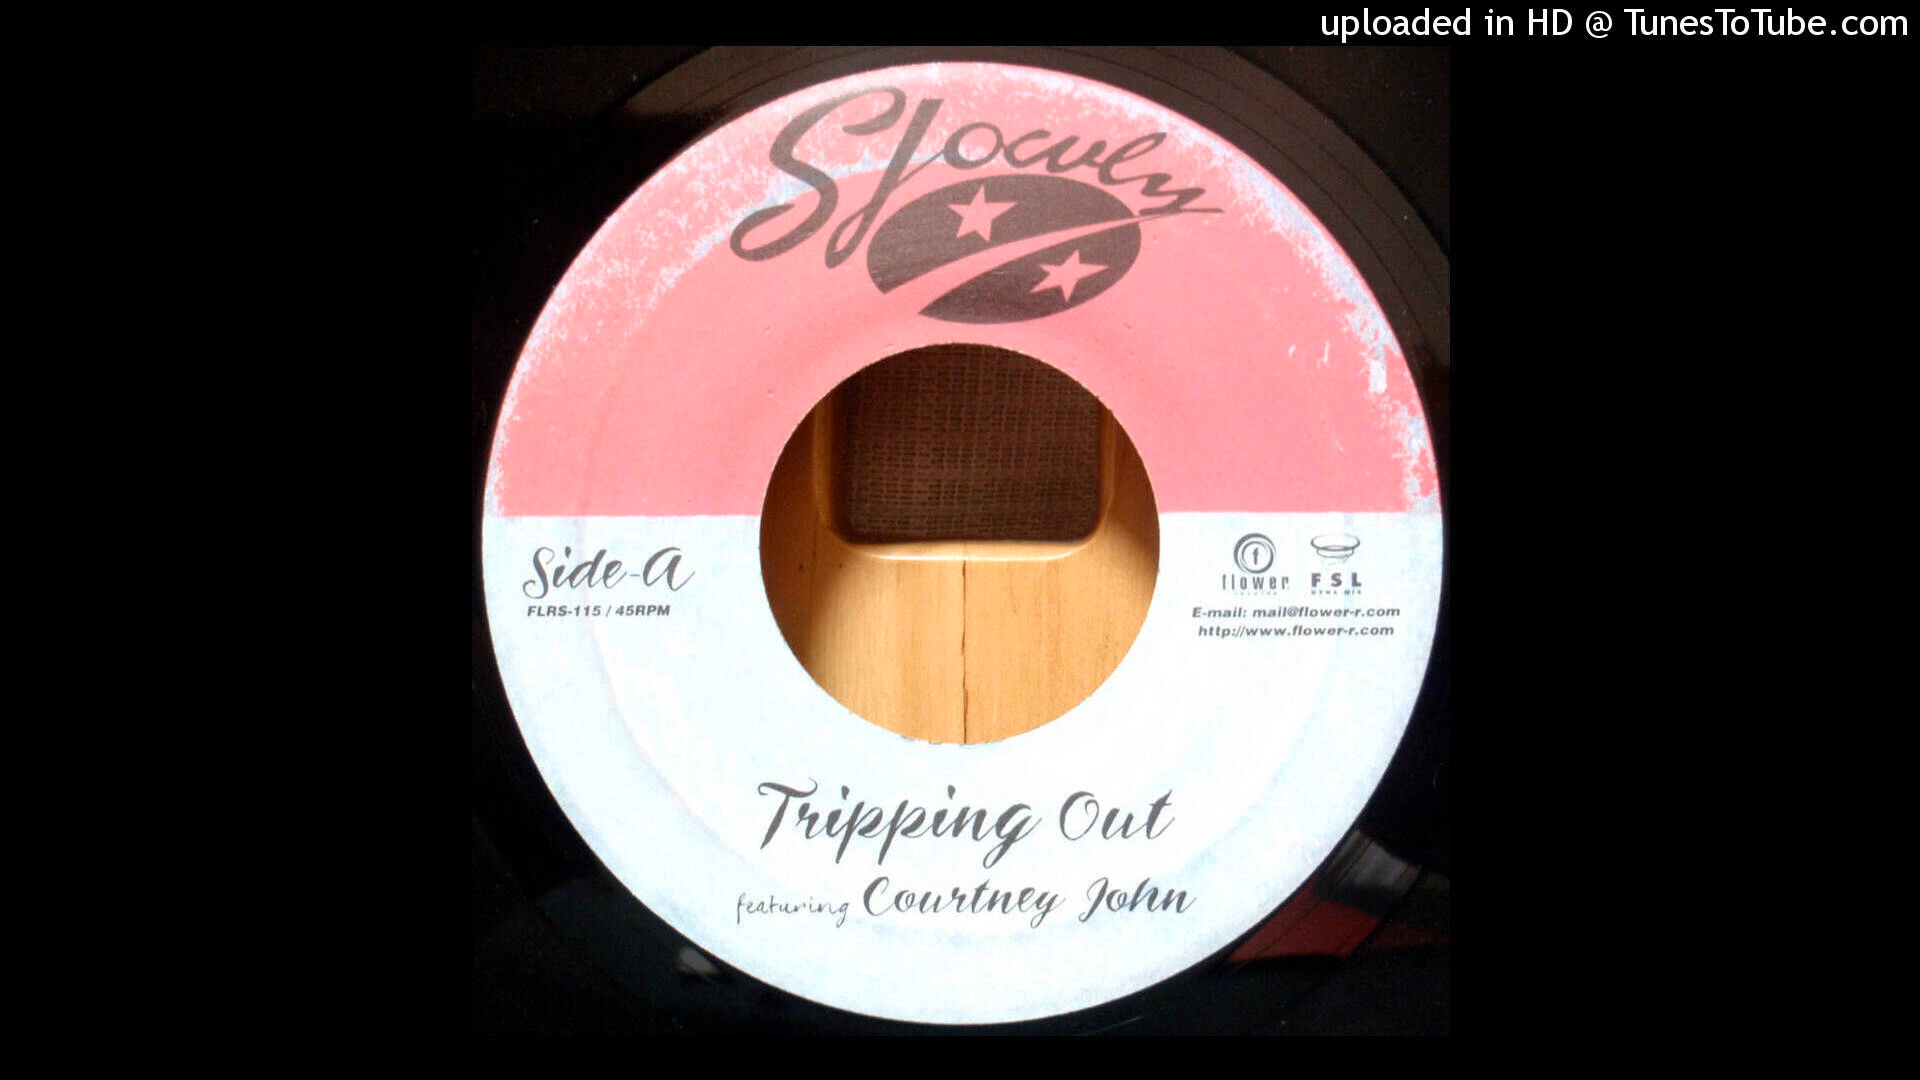 uploaded in HD @ TunesToTube.com
Slowly
Side-A
FLRS-115 / 45RPM
flower
FSL
E-mail: mail@flower-r.com
http://www.flower-r.com
Tripping Out
featuring Courtney John